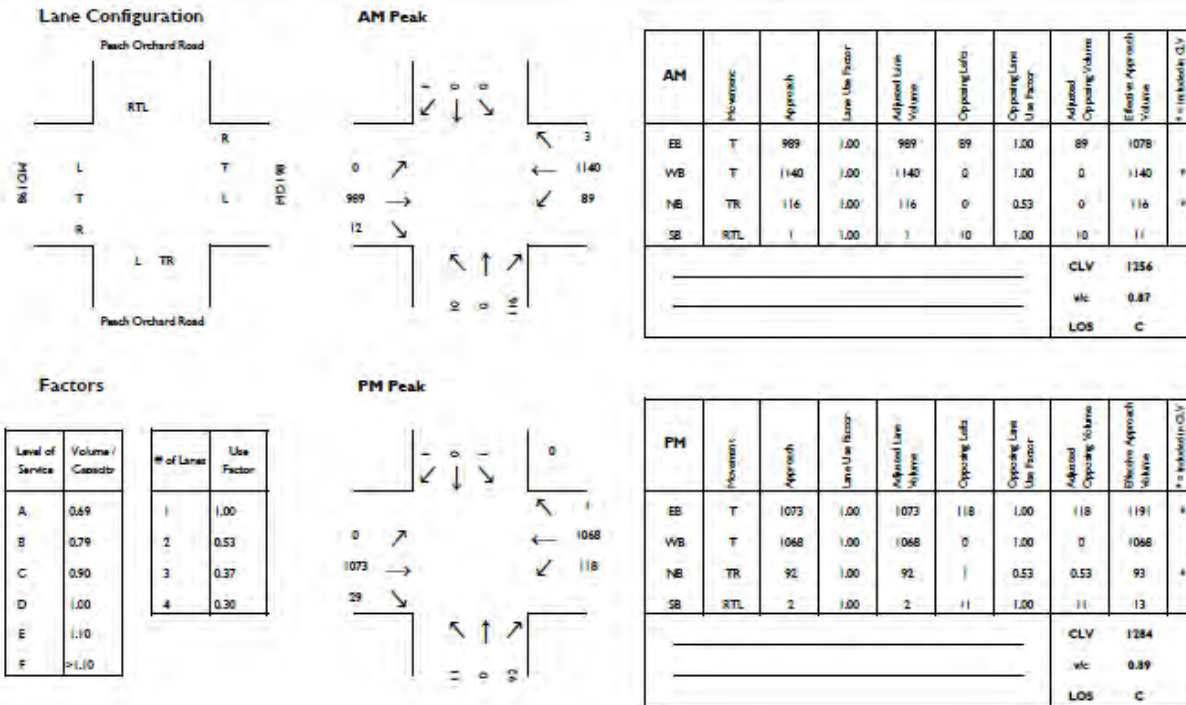 Lane Configuration
Peach Orchard Road
RTL
R
L T
T L
R
MD198
MD198
L TR
Peach Orchard Road
AM Peak
1 0 0
0 3
989 1140
12 89
10 0 116
AM Movement Approach Lane Use Factor Adjusted Lane Volume Opposing Lefts Opposing Lane Use Factor Adjusted Opposing Volume Effective Approach Volume * = Included in CLV
EB T 989 1.00 989 89 1.00 89 1078
WB T 1140 1.00 1140 0 1.00 0 1140 *
NB TR 116 1.00 116 0 0.53 0 116 *
SB RTL 1 1.00 1 10 1.00 10 11
CLV 1256
v/c 0.87
LOS C
Factors
Level of Service Volume / Capacity
A 0.69
B 0.79
C 0.90
D 1.00
E 1.10
F >1.10
# of Lanes Use Factor
1 1.00
2 0.53
3 0.37
4 0.30
PM Peak
1 0 1 0
0 1
1073 1068
29 118
11 0 92
PM Movement Approach Lane Use Factor Adjusted Lane Volume Opposing Lefts Opposing Lane Use Factor Adjusted Opposing Volume Effective Approach Volume * = Included in CLV
EB T 1073 1.00 1073 118 1.00 118 1191 *
WB T 1068 1.00 1068 0 1.00 0 1068
NB TR 92 1.00 92 1 0.53 0.53 93 *
SB RTL 2 1.00 2 11 1.00 11 13
CLV 1284
v/c 0.89
LOS C